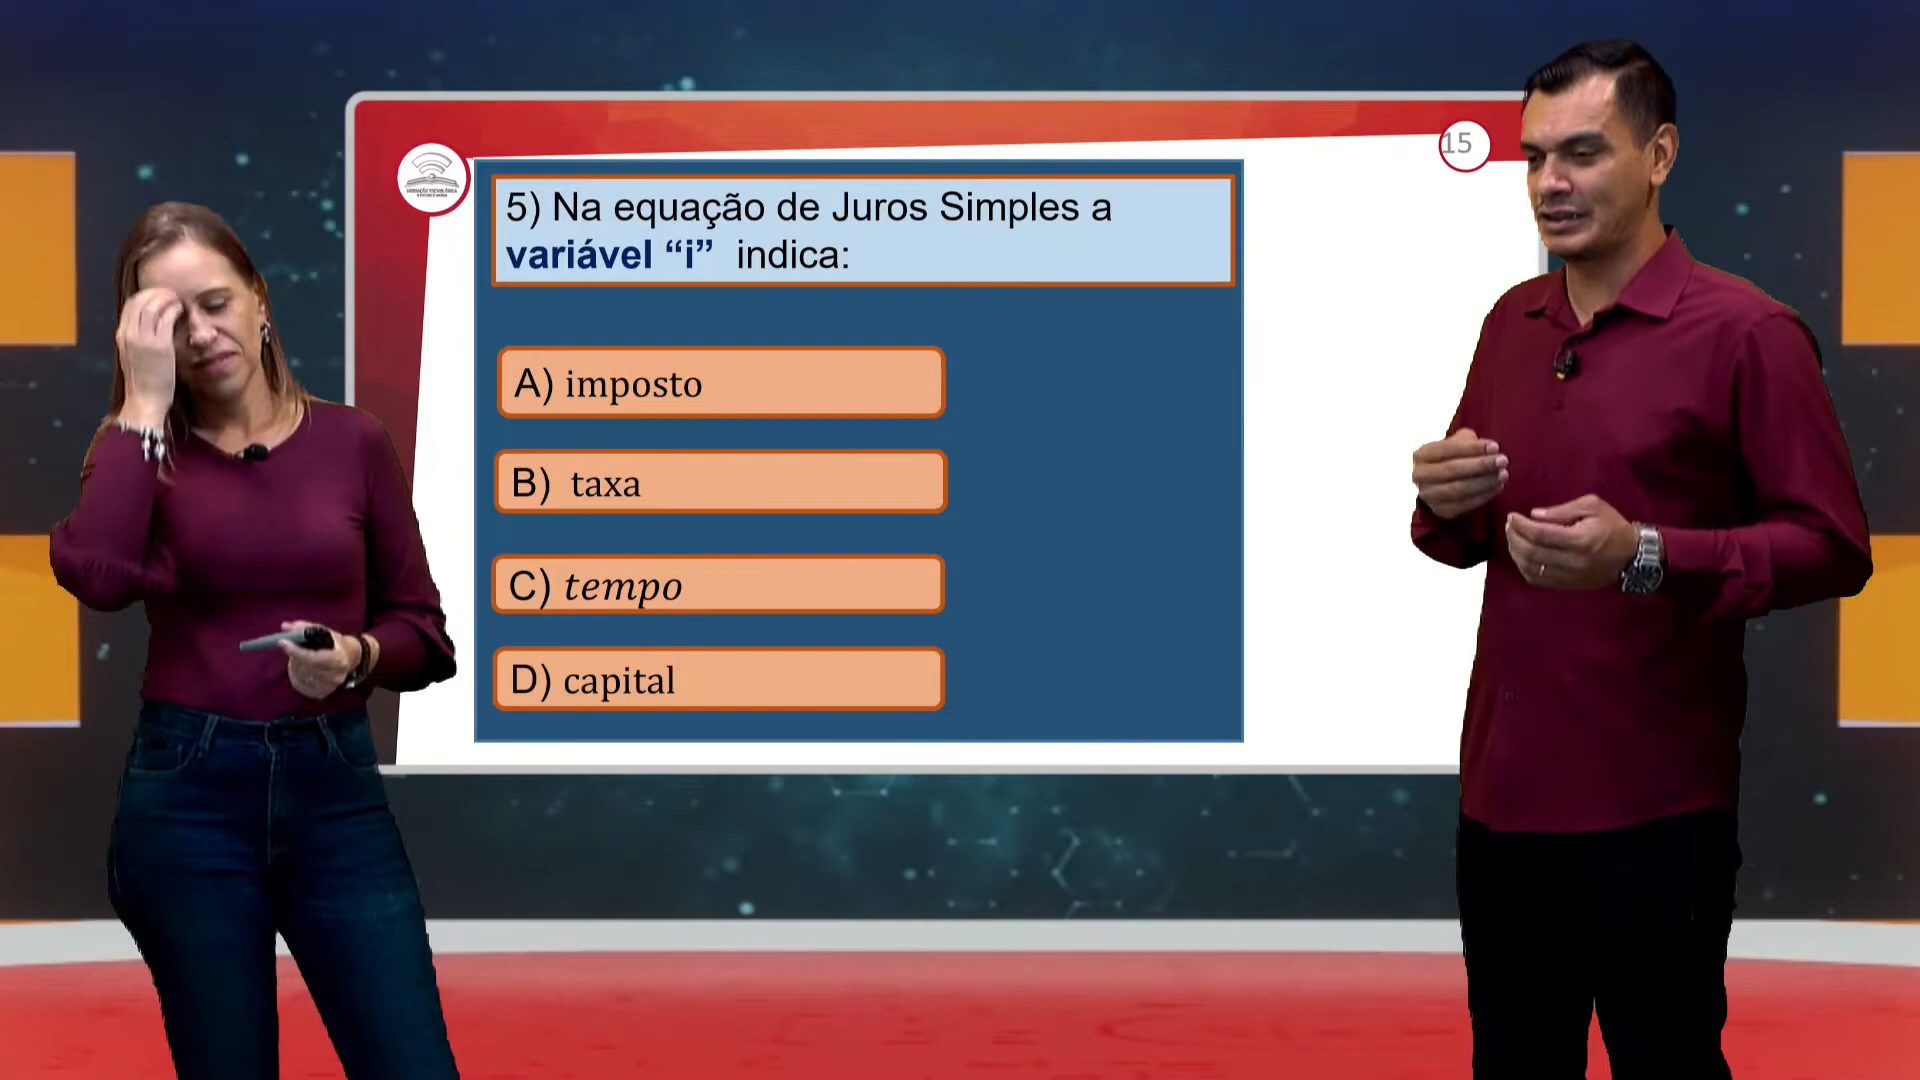 15
5) Na equação de Juros Simples a
variável “i” indica:
A) imposto
B) taxa
C) tempo
D) capital